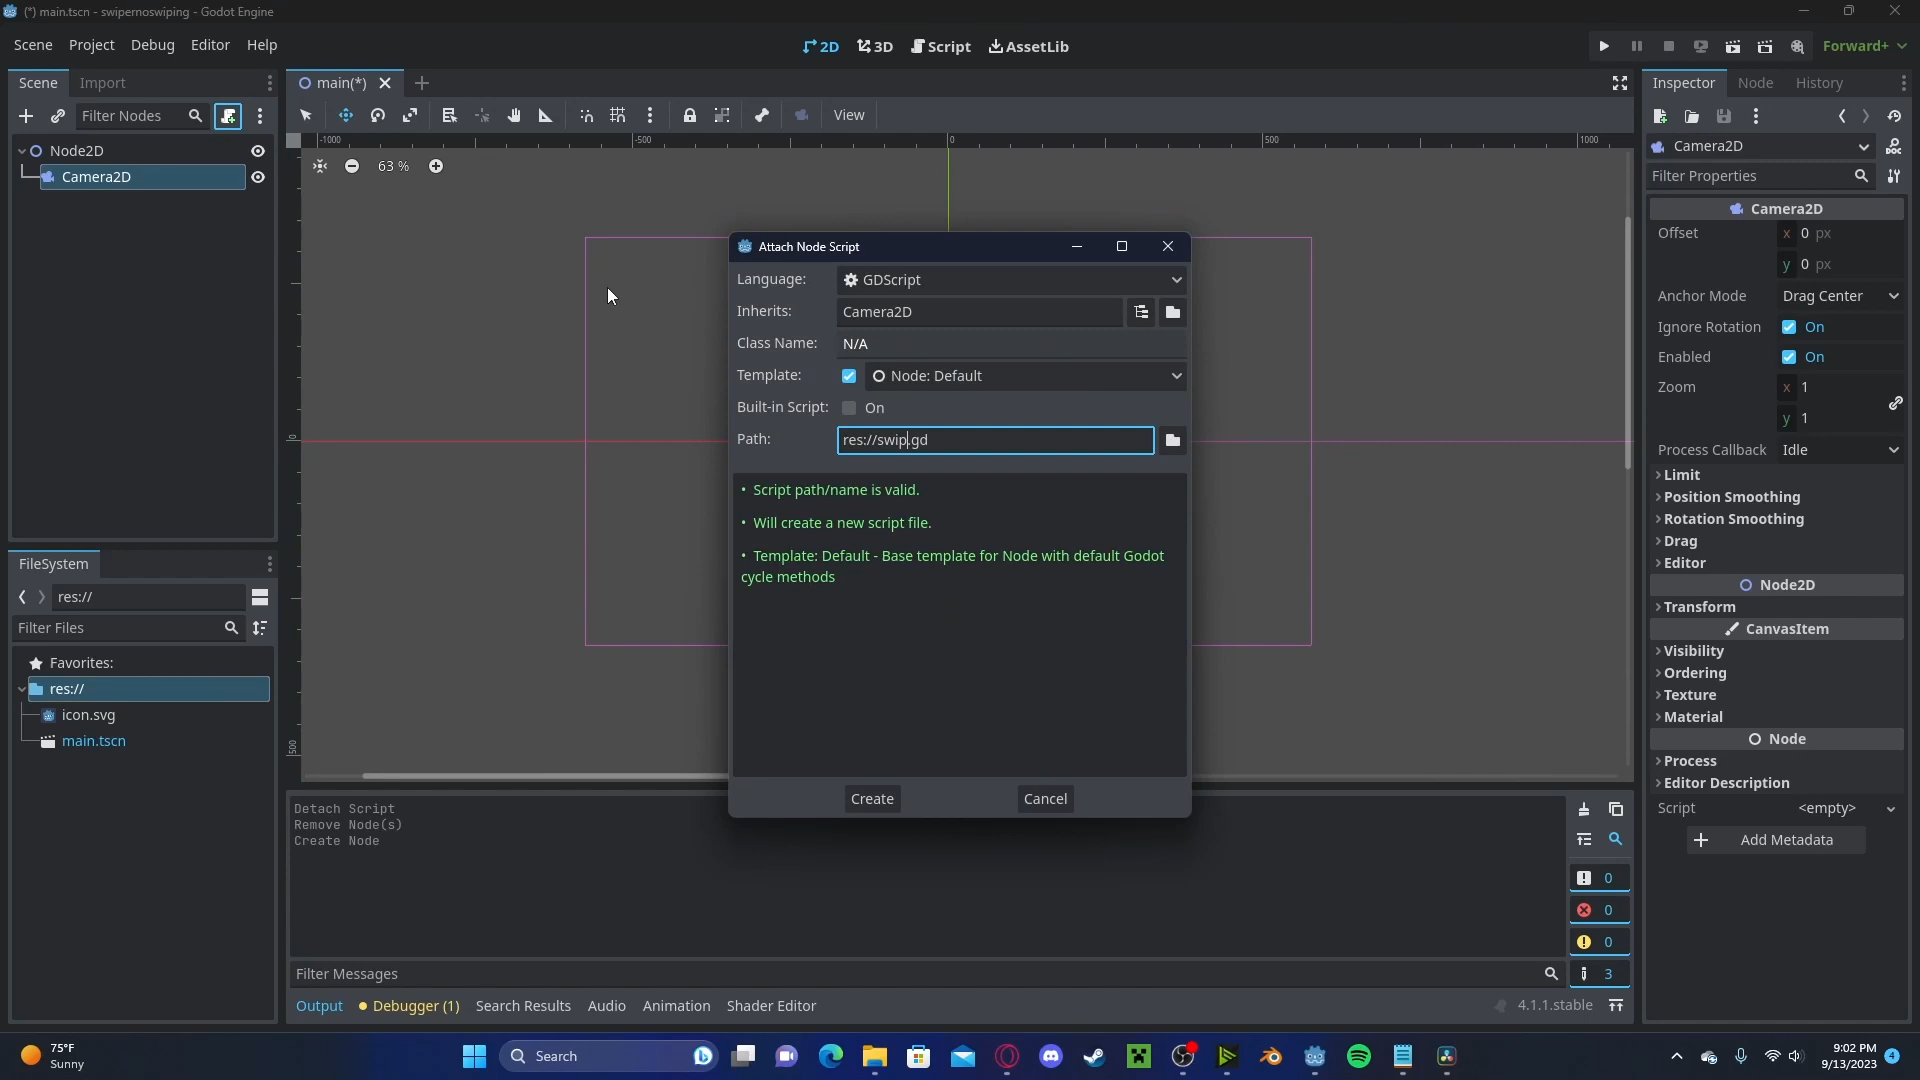 (*) main.tscn - swipernoswiping - Godot Engine
Scene Project Debug Editor Help
2D 3D Script AssetLib
Forward+
Scene Import
main(*)
Inspector Node History
Filter Nodes
View
-1000 -500 0 500 1000
Node2D
Camera2D
63 %
0
500
Camera2D
Filter Properties
Camera2D
Offset x 0 px
y 0 px
Anchor Mode Drag Center
Ignore Rotation On
Enabled On
Zoom x 1
y 1
Process Callback Idle
Limit
Position Smoothing
Rotation Smoothing
Drag
Editor
Node2D
Transform
CanvasItem
Visibility
Ordering
Texture
Material
Node
Process
Editor Description
Script <empty>
Add Metadata
Attach Node Script
Language: GDScript
Inherits: Camera2D
Class Name: N/A
Template: Node: Default
Built-in Script: On
Path: res://swip.gd
• Script path/name is valid.
• Will create a new script file.
• Template: Default - Base template for Node with default Godot
cycle methods
Create Cancel
FileSystem
res://
Filter Files
Favorites:
res://
icon.svg
main.tscn
Detach Script
Remove Node(s)
Create Node
0
0
0
3
Filter Messages
Output Debugger (1) Search Results Audio Animation Shader Editor
4.1.1.stable
75°F
Sunny
Search
9:02 PM
9/13/2023
4